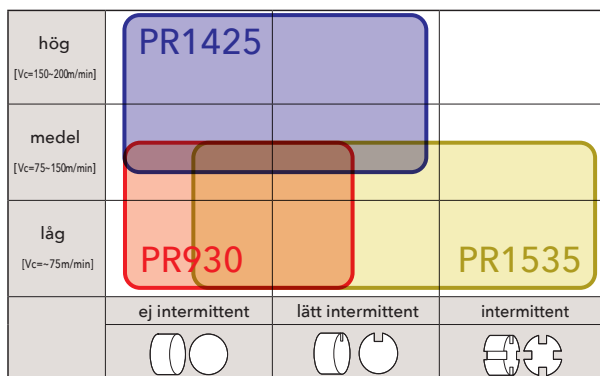 hög
[Vc=150~200m/min]
PR1425
medel
[Vc=75~150m/min]
låg
[Vc=~75m/min]
PR930
PR1535
ej intermittent
lätt intermittent
intermittent